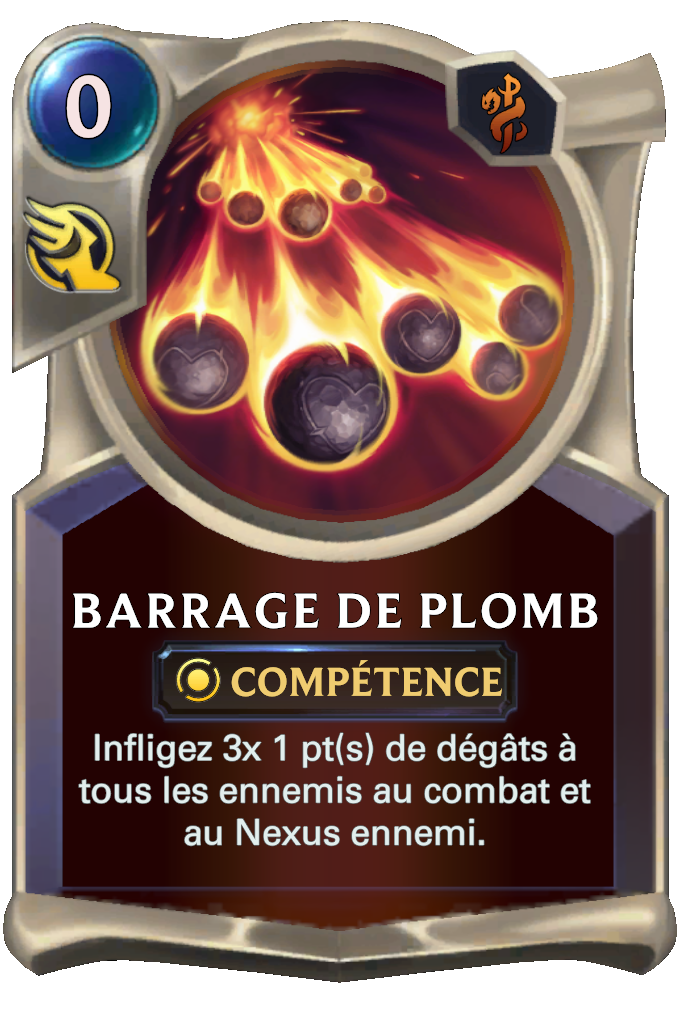 0
BARRAGE DE PLOMB
COMPÉTENCE
Infligez 3x 1 pt(s) de dégâts à
tous les ennemis au combat et
au Nexus ennemi.